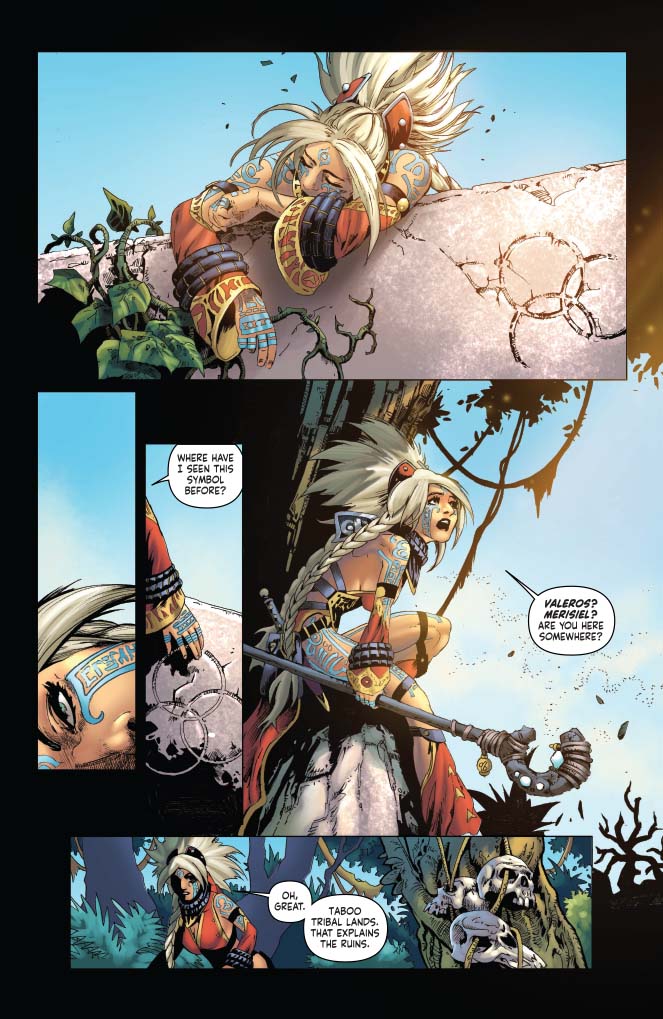 WHERE HAVE
I SEEN THIS
SYMBOL
BEFORE?
VALEROS?
MERISIEL?
ARE YOU HERE
SOMEWHERE?
OH,
GREAT.
TABOO
TRIBAL LANDS.
THAT EXPLAINS
THE RUINS.